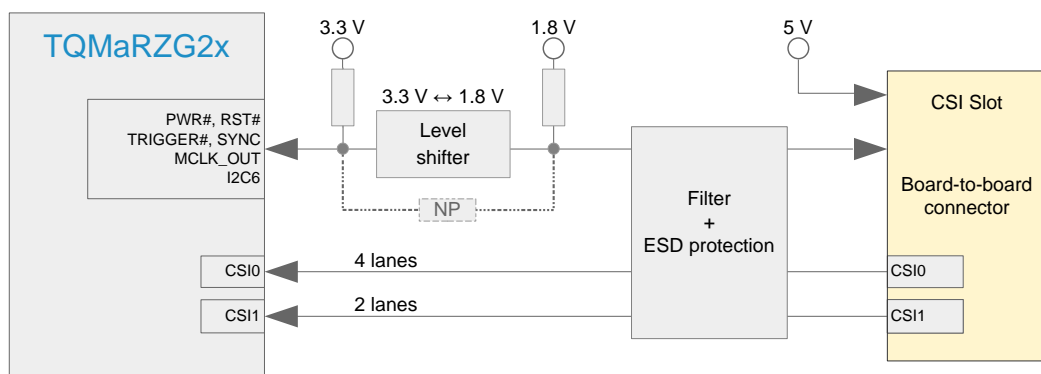 TQMaRZG2x
3.3 V
1.8 V
5 V
3.3 V ↔ 1.8 V
PWR#, RST#
TRIGGER#, SYNC
MCLK_OUT
I2C6
Level
shifter
NP
Filter
+
ESD protection
CSI Slot
Board-to-board
connector
CSI0
4 lanes
CSI0
CSI1
2 lanes
CSI1